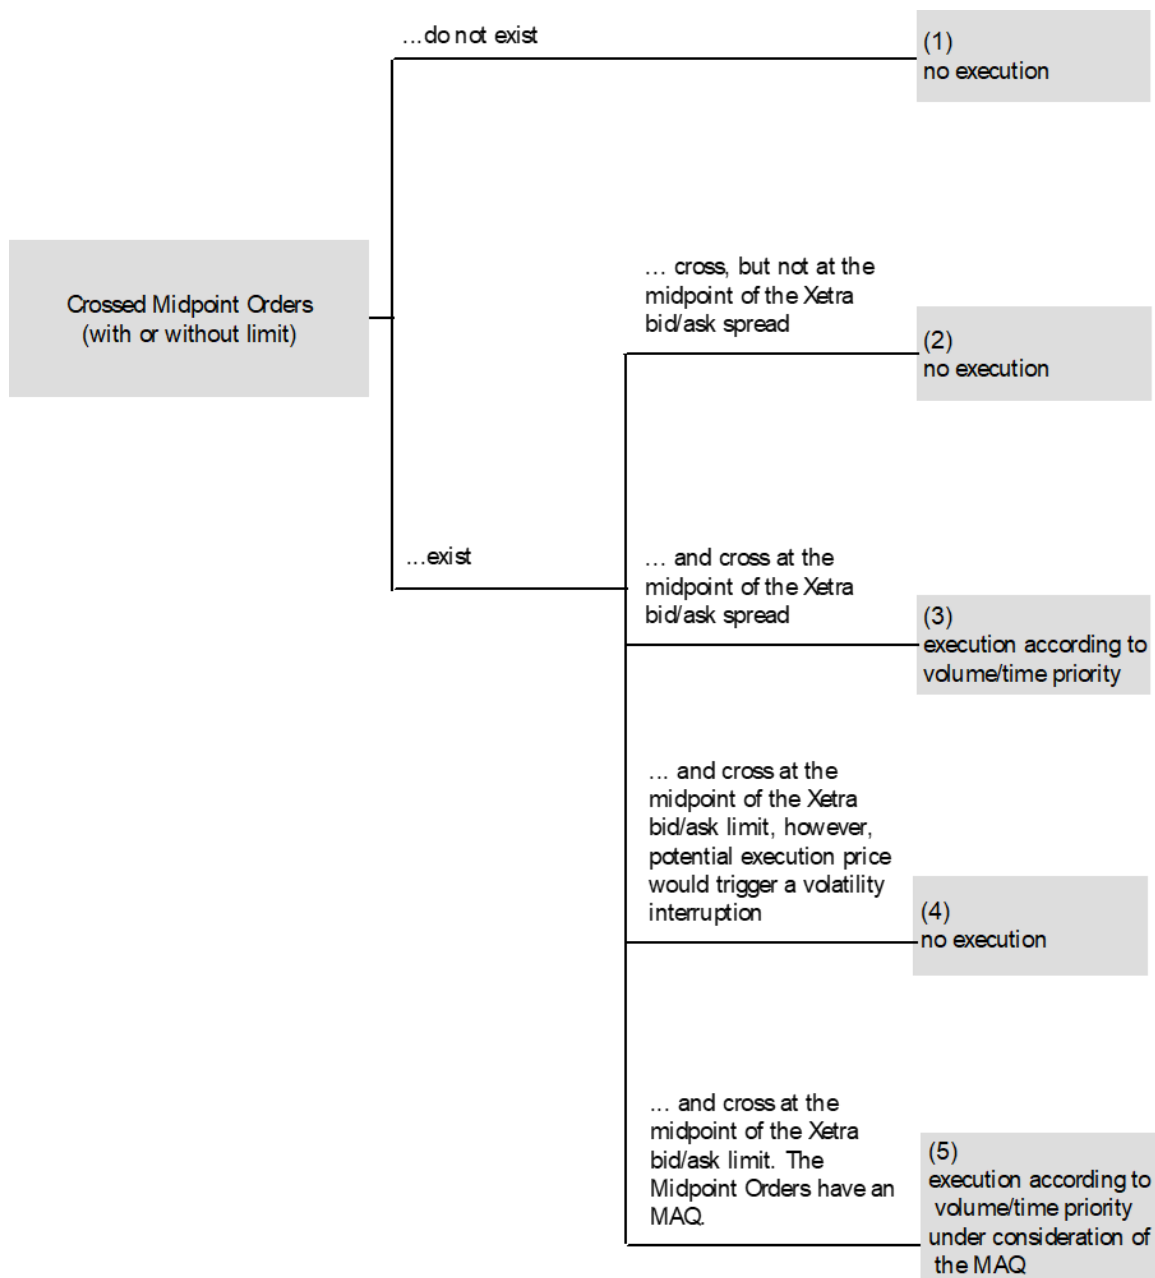 ...do not exist
(1)
no execution
Crossed Midpoint Orders
(with or without limit)
... cross, but not at the
midpoint of the Xetra
bid/ask spread
(2)
no execution
...exist
... and cross at the
midpoint of the Xetra
bid/ask spread
(3)
execution according to
volume/time priority
... and cross at the
midpoint of the Xetra
bid/ask limit, however,
potential execution price
would trigger a volatility
interruption
(4)
no execution
... and cross at the
midpoint of the Xetra
bid/ask limit. The
Midpoint Orders have an
MAQ.
(5)
execution according to
volume/time priority
under consideration of
the MAQ